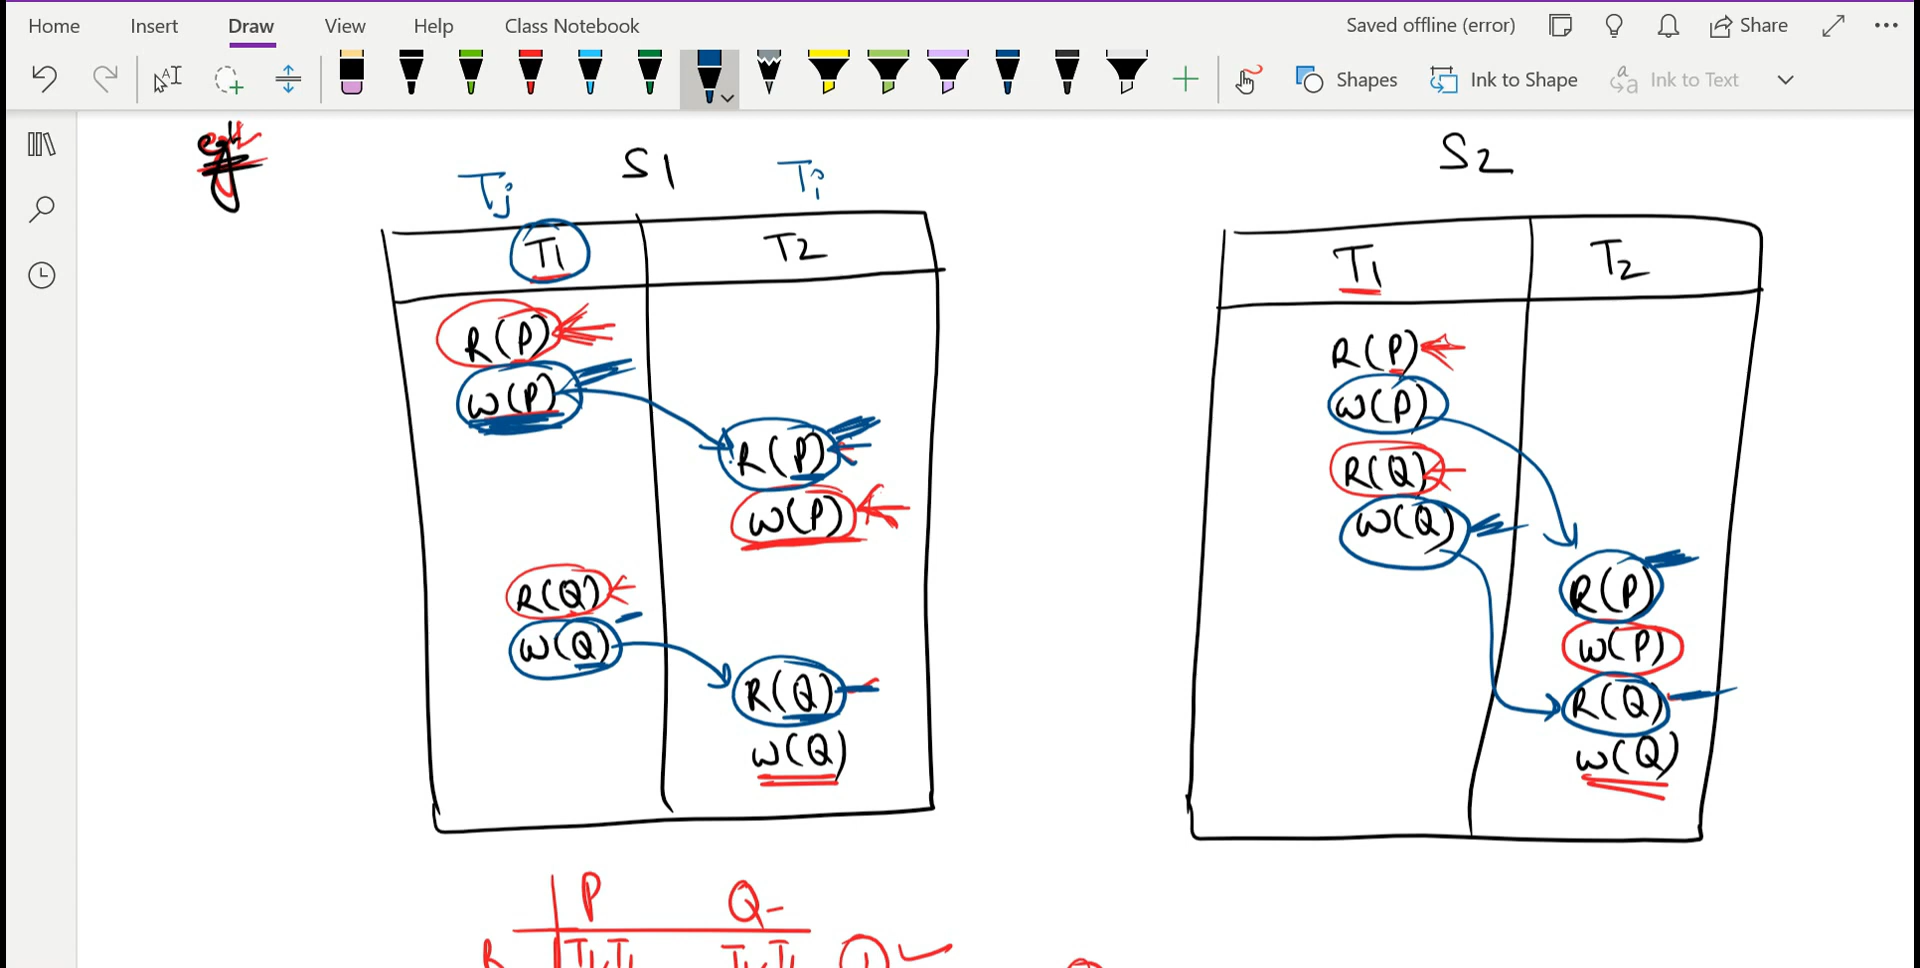 Home Insert Draw View Help Class Notebook Saved offline (error) Share
Shapes Ink to Shape Ink to Text
S1
Tj Ti
T1 T2
R(P)
W(P)
R(P)
W(P)
R(Q)
W(Q)
R(Q)
W(Q)
S2
T1 T2
R(P)
W(P)
R(Q)
W(Q)
R(P)
W(P)
R(Q)
W(Q)
P Q